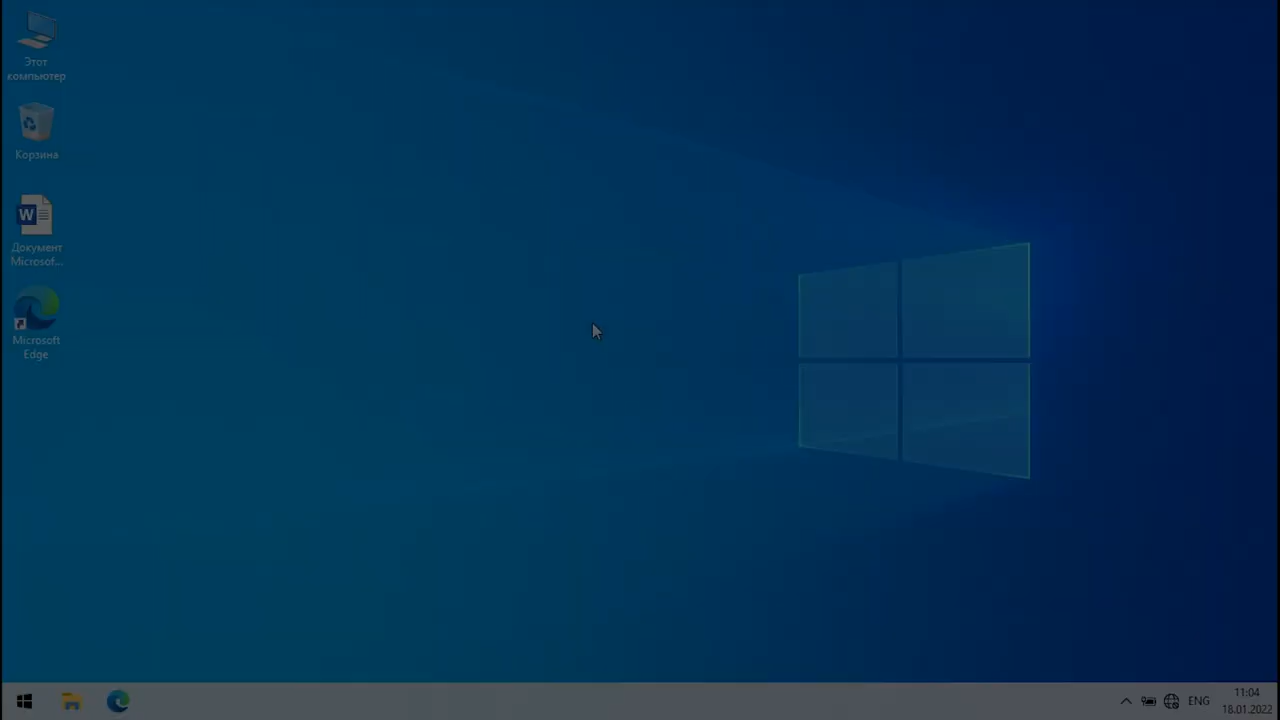 Этот
компьютер
Корзина
W
Документ
Microsof...
Microsoft
Edge
ENG
11:04
18.01.2022